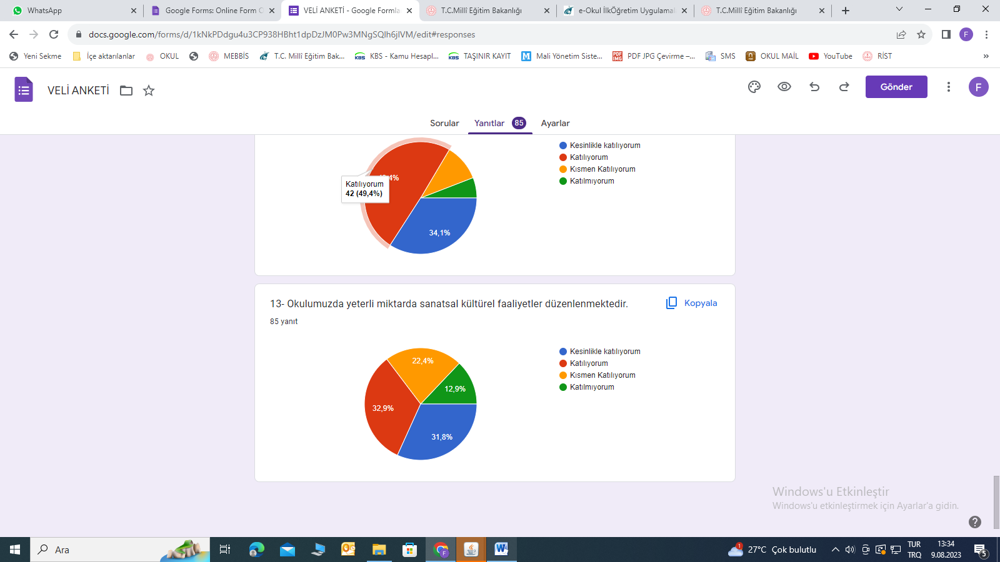 WhatsApp
Google Forms: Online Form O
VELİ ANKETİ - Google Formla
T.C.Millî Eğitim Bakanlığı
e-Okul İlkÖğretim Uygulamal
T.C.Millî Eğitim Bakanlığı
docs.google.com/forms/d/1kNkPDdgu4u3CP938HBht1dpDzJM0Pw3MNgSQlh6jIVM/edit#responses
F
Yeni Sekme
İçe aktarılanlar
OKUL
MEBBİS
T.C. Millî Eğitim Bak...
KBS - Kamu Hesapl...
TAŞINIR KAYIT
Mali Yönetim Siste...
PDF JPG Çevirme –...
SMS
OKUL MAİL
YouTube
RİST
»
VELİ ANKETİ
Gönder
F
Sorular
Yanıtlar 85
Ayarlar
Kesinlikle katılıyorum
Katılıyorum
Kısmen Katılıyorum
Katılmıyorum
Katılıyorum
42 (49,4%)
34,1%
13- Okulumuzda yeterli miktarda sanatsal kültürel faaliyetler düzenlenmektedir.
Kopyala
85 yanıt
Kesinlikle katılıyorum
Katılıyorum
Kısmen Katılıyorum
Katılmıyorum
22,4%
12,9%
32,9%
31,8%
Windows'u Etkinleştir
Windows'u etkinleştirmek için Ayarlar'a gidin.
Ara
1
27°C Çok bulutlu
TUR
TRQ
13:34
9.08.2023
5